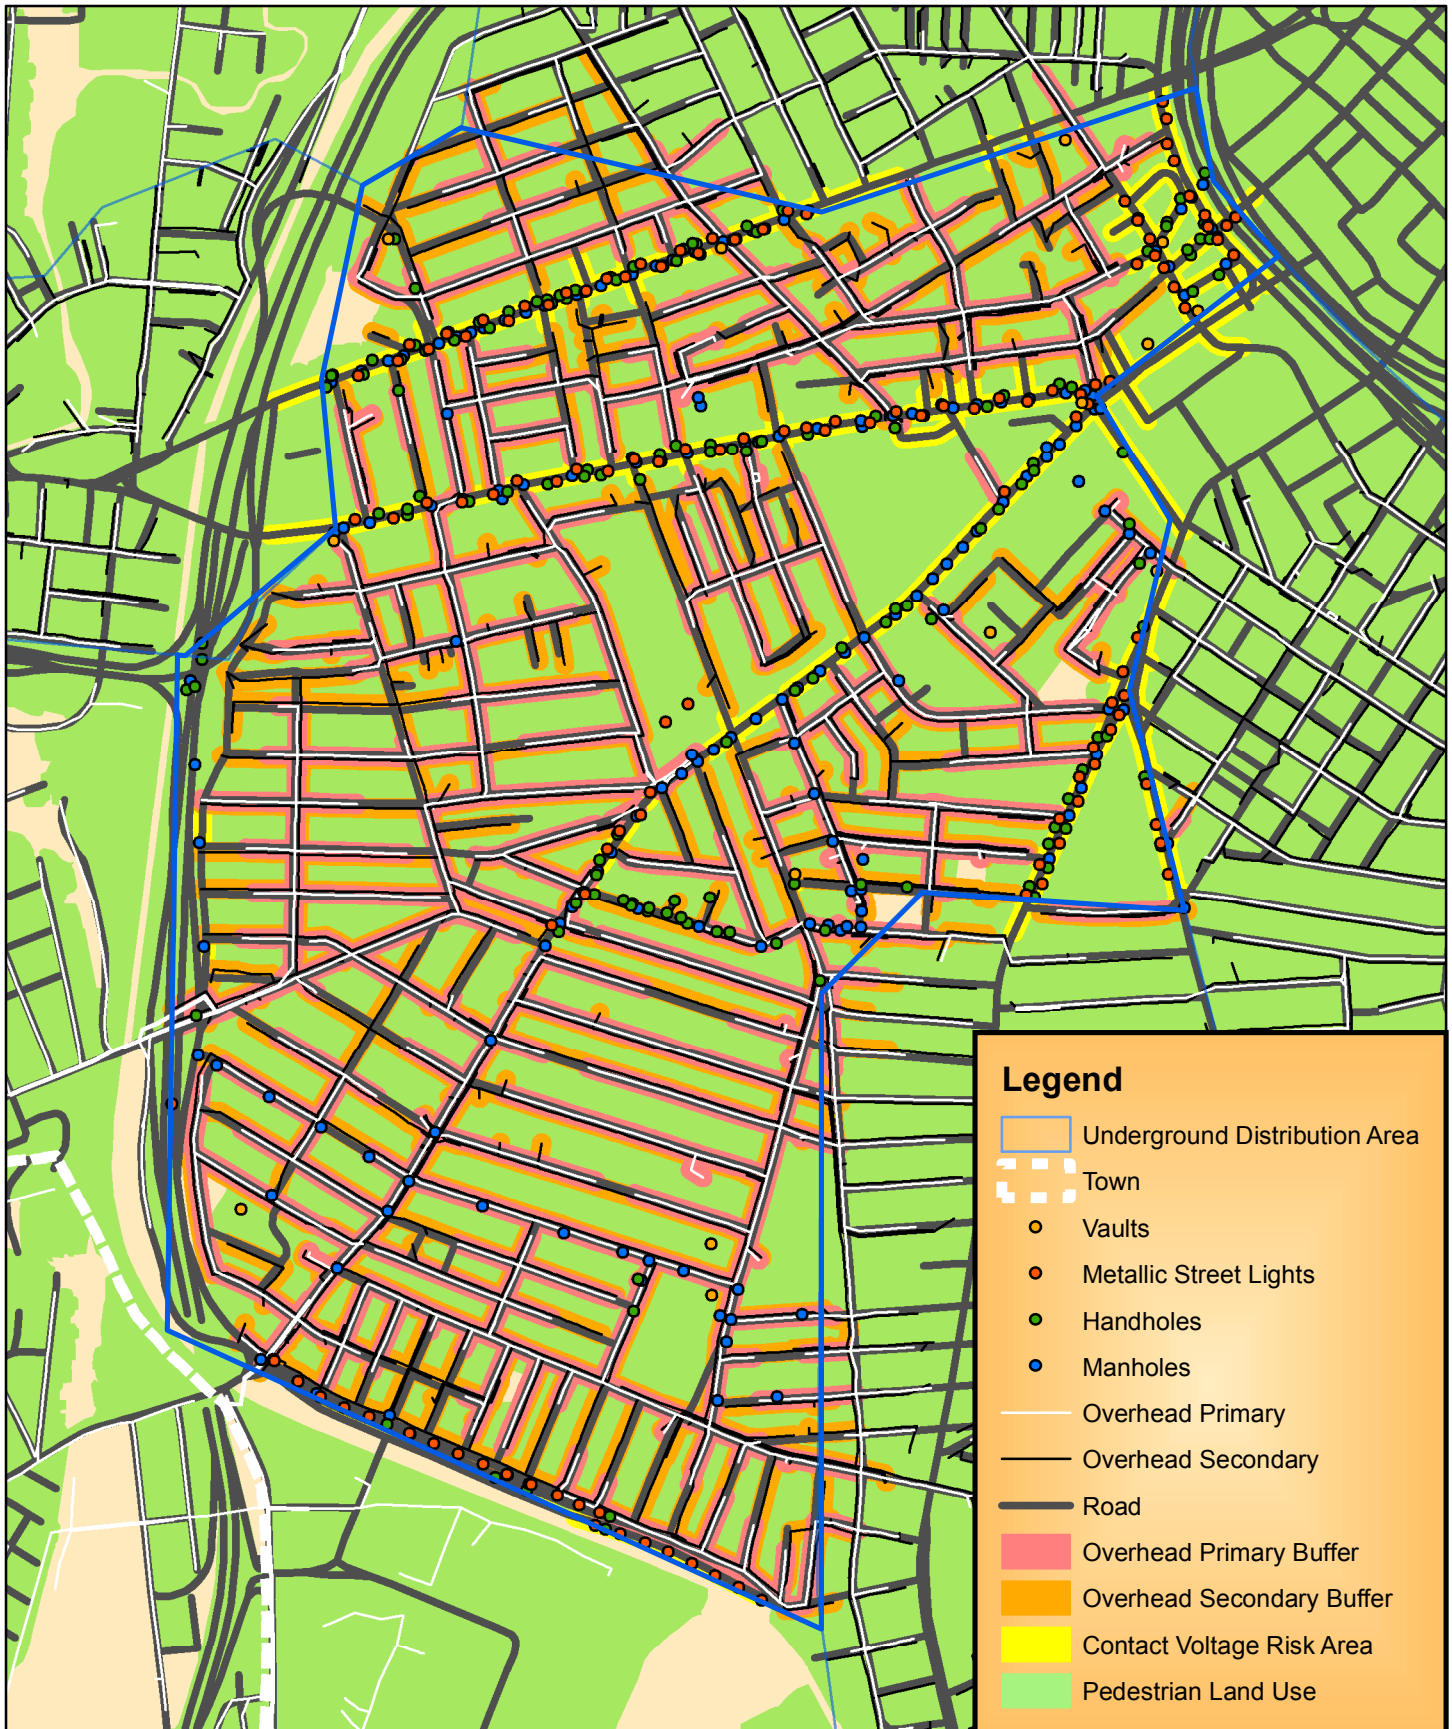 Legend
Underground Distribution Area
Town
Vaults
Metallic Street Lights
Handholes
Manholes
Overhead Primary
Overhead Secondary
Road
Overhead Primary Buffer
Overhead Secondary Buffer
Contact Voltage Risk Area
Pedestrian Land Use